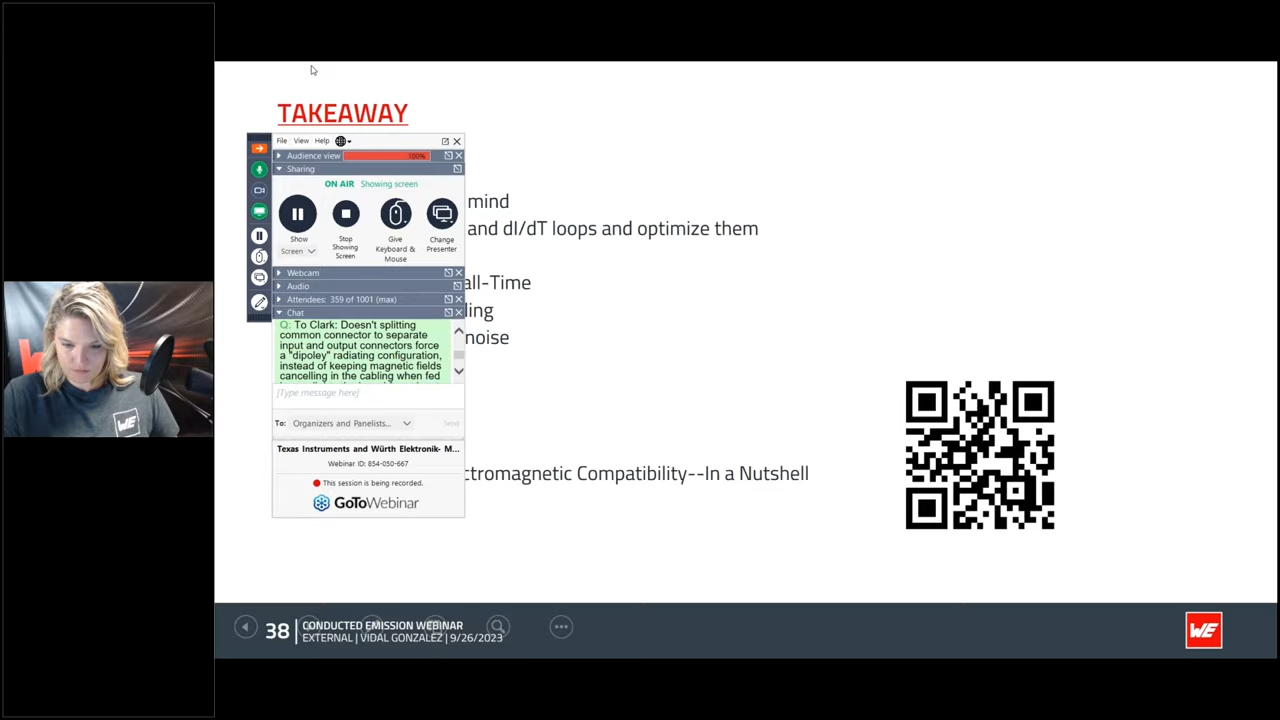 TAKEAWAY
File View Help
Audience view 100%
Sharing
ON AIR Showing screen
Show
Screen
Stop
Showing
Screen
Give
Keyboard &
Mouse
Change
Presenter
Webcam
Audio
Attendees: 359 of 1001 (max)
Chat
Q: To Clark: Doesn't splitting
common connector to separate
input and output connectors force
a "dipoley" radiating configuration,
instead of keeping magnetic fields
cancelling in the cabling when fed
[Type message here]
To: Organizers and Panelists... Send
Texas Instruments and Würth Elektronik- M...
Webinar ID: 854-050-667
This session is being recorded.
GoToWebinar
mind
and dI/dT loops and optimize them
all-Time
ling
noise
ctromagnetic Compatibility--In a Nutshell
38
CONDUCTED EMISSION WEBINAR
EXTERNAL | VIDAL GONZALEZ | 9/26/2023
WE
WE